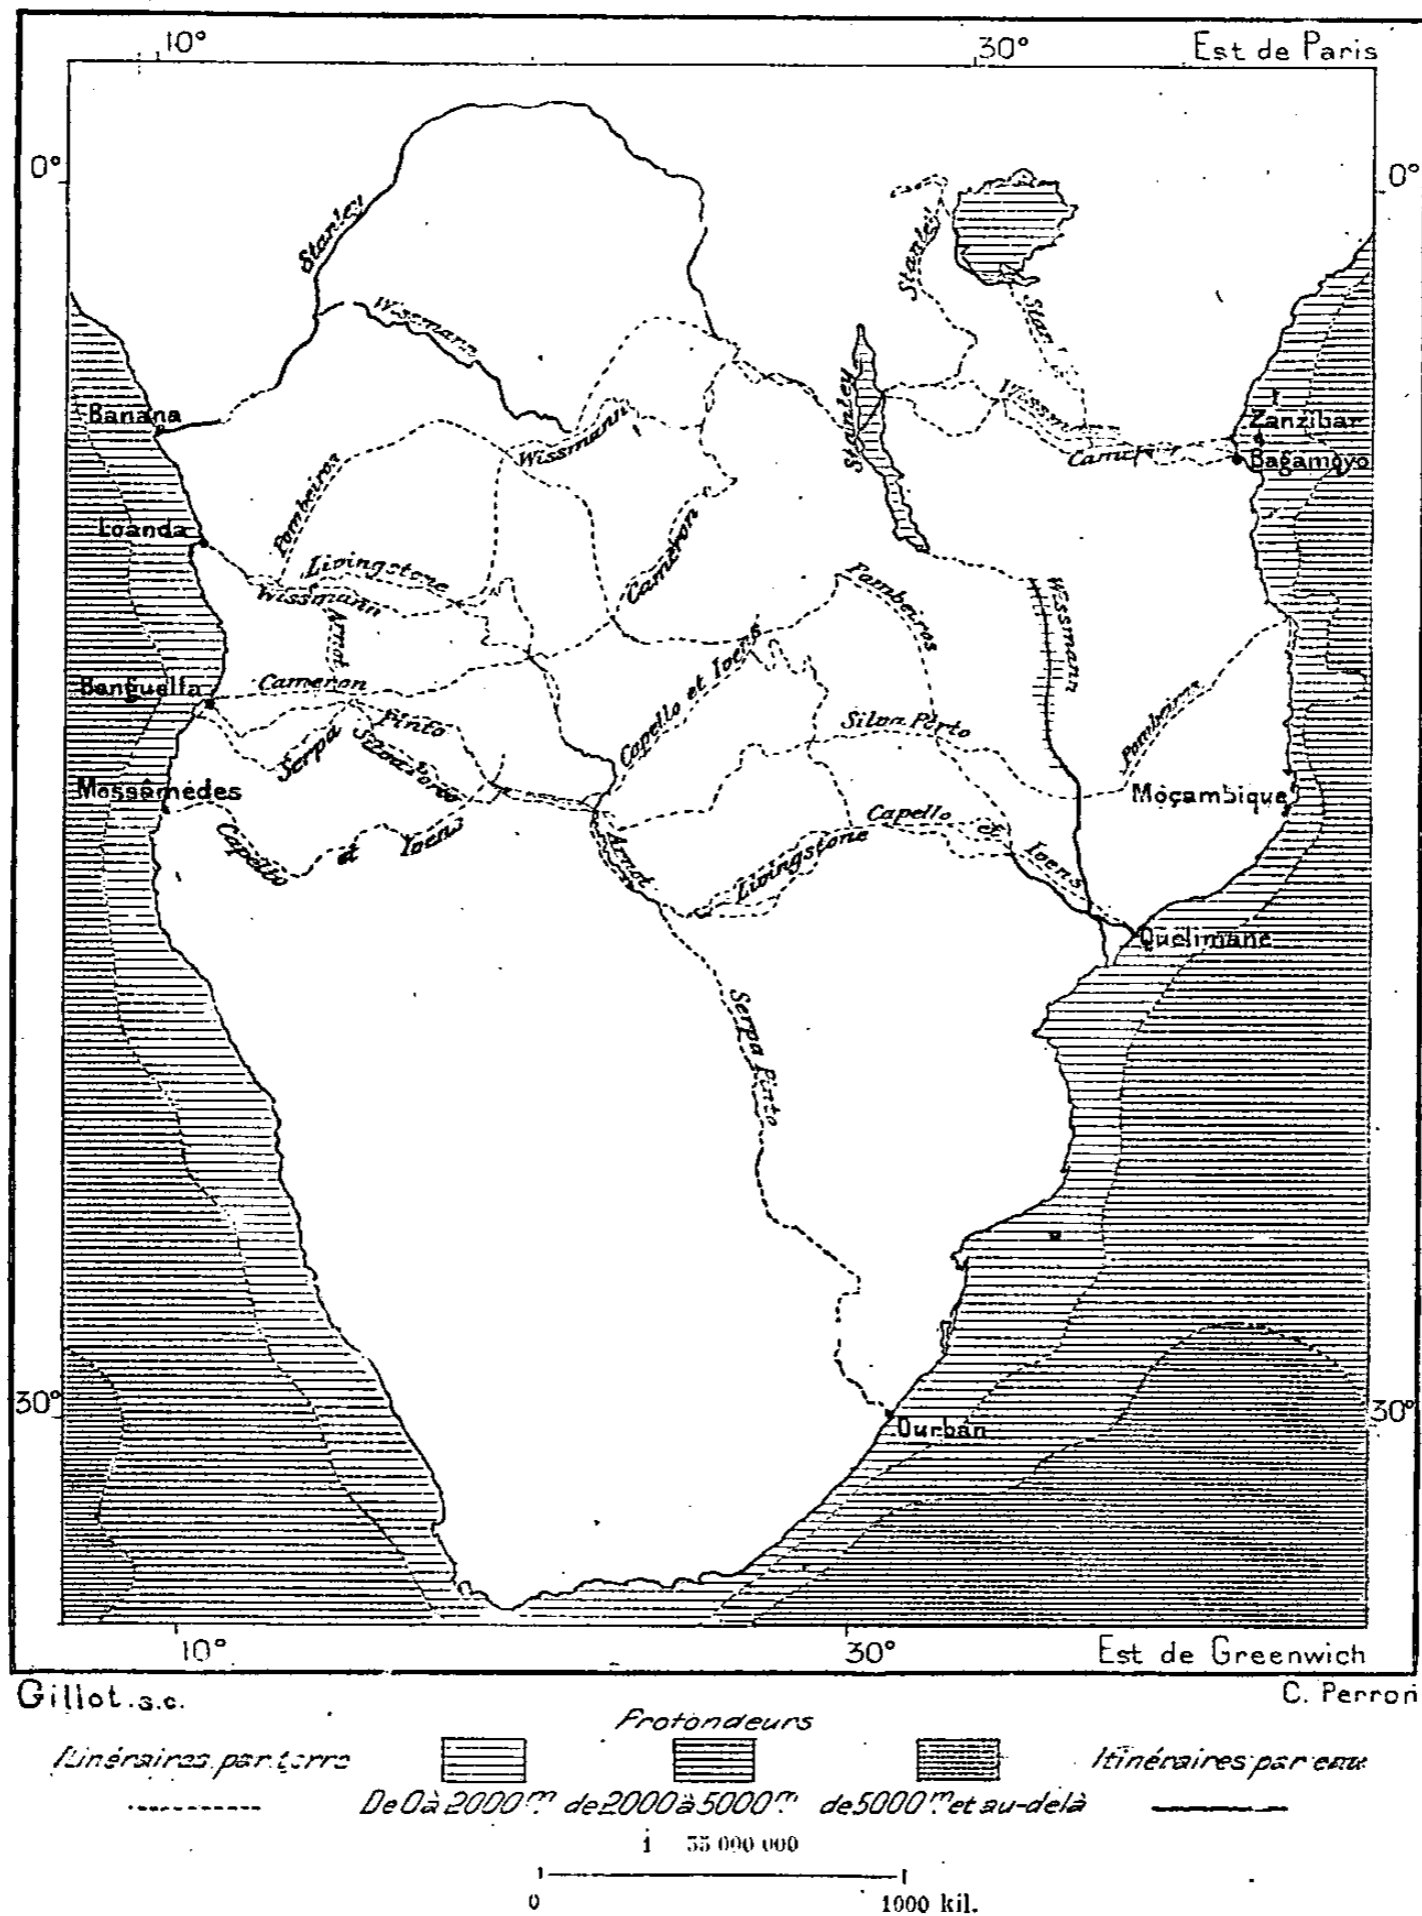 10° 30° Est de Paris
0° 0°
Stanley
Stanley
Wissmann
Stanley
Wissmann
Banana
Zanzibar
Bagamoyo
Wissmann
Pombeiros
Cameron
Loanda
Livingstone
Wissmann
Arnot
Pombeiros
Wissmann
Benguella
Cameron
Capello et Ivens
Silva Porto
Pombeiros
Serpa Pinto
Silva Porto
Mossâmedes
Moçambique
Capello et Ivens
Arnot
Livingstone
Capello et Ivens
Quelimane
Serpa Pinto
30° 30°
Durban
10° 30° Est de Greenwich
Gillot.s.c. C. Perron
Profondeurs
Itinéraires par terre Itinéraires par eau
De 0 à 2000m de 2000 à 5000m de 5000m et au-delà
0 1000 kil.